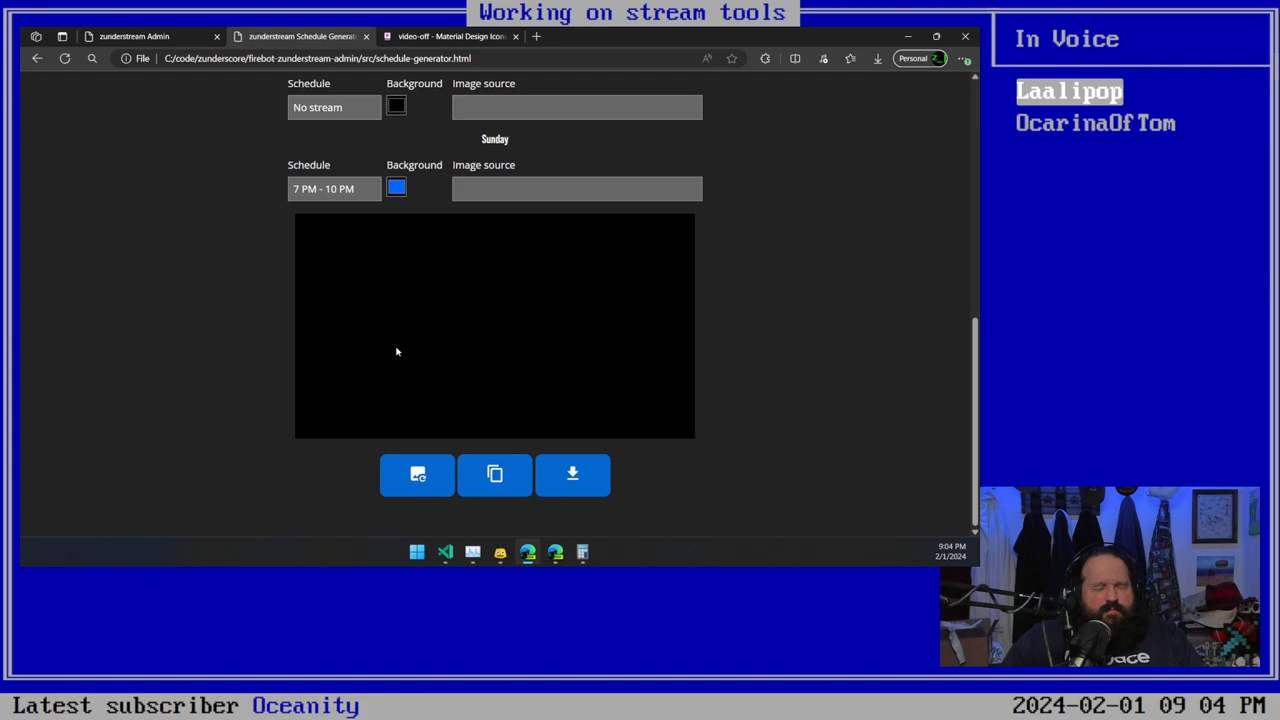 Working on stream tools
zunderstream Admin
zunderstream Schedule Generat
video-off - Material Design Icon
File
C:/code/zunderscore/firebot-zunderstream-admin/src/schedule-generator.html
Personal
Schedule
Background
Image source
No stream
Sunday
Schedule
Background
Image source
7 PM - 10 PM
9:04 PM
2/1/2024
In Voice
Laalipop
OcarinaOfTom
Latest subscriber Oceanity
2024-02-01 09 04 PM